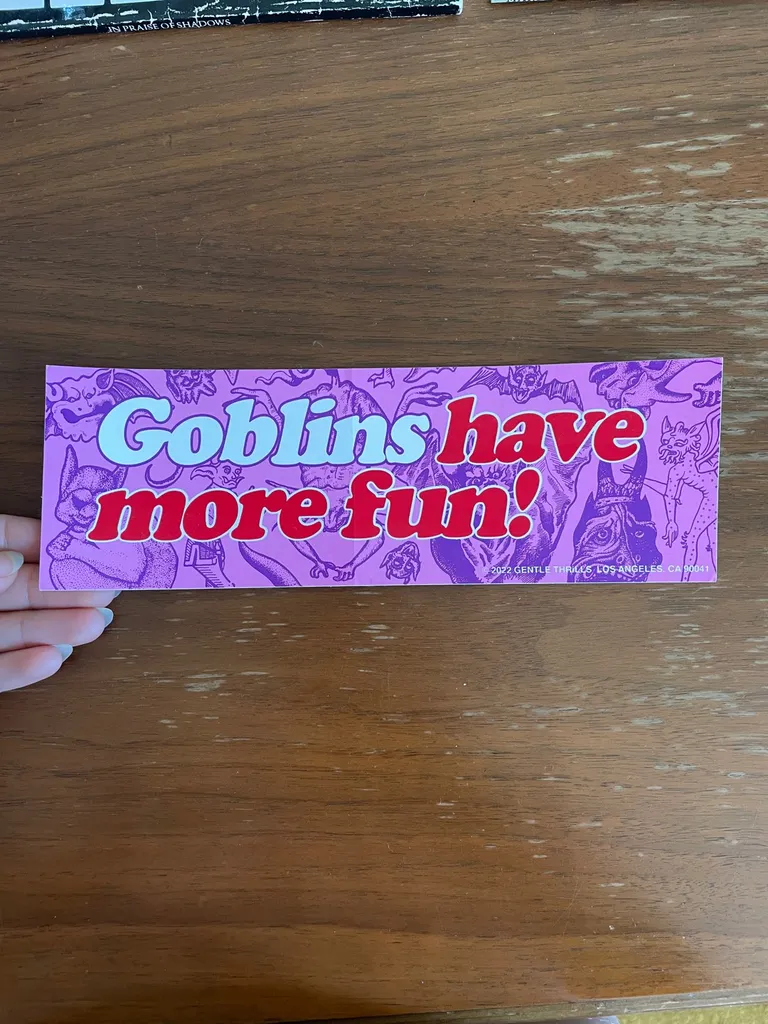 IN PRAISE OF SHADOWS
Goblins have
more fun!
©2022 GENTLE THRILLS LOS ANGELES, CA 90041